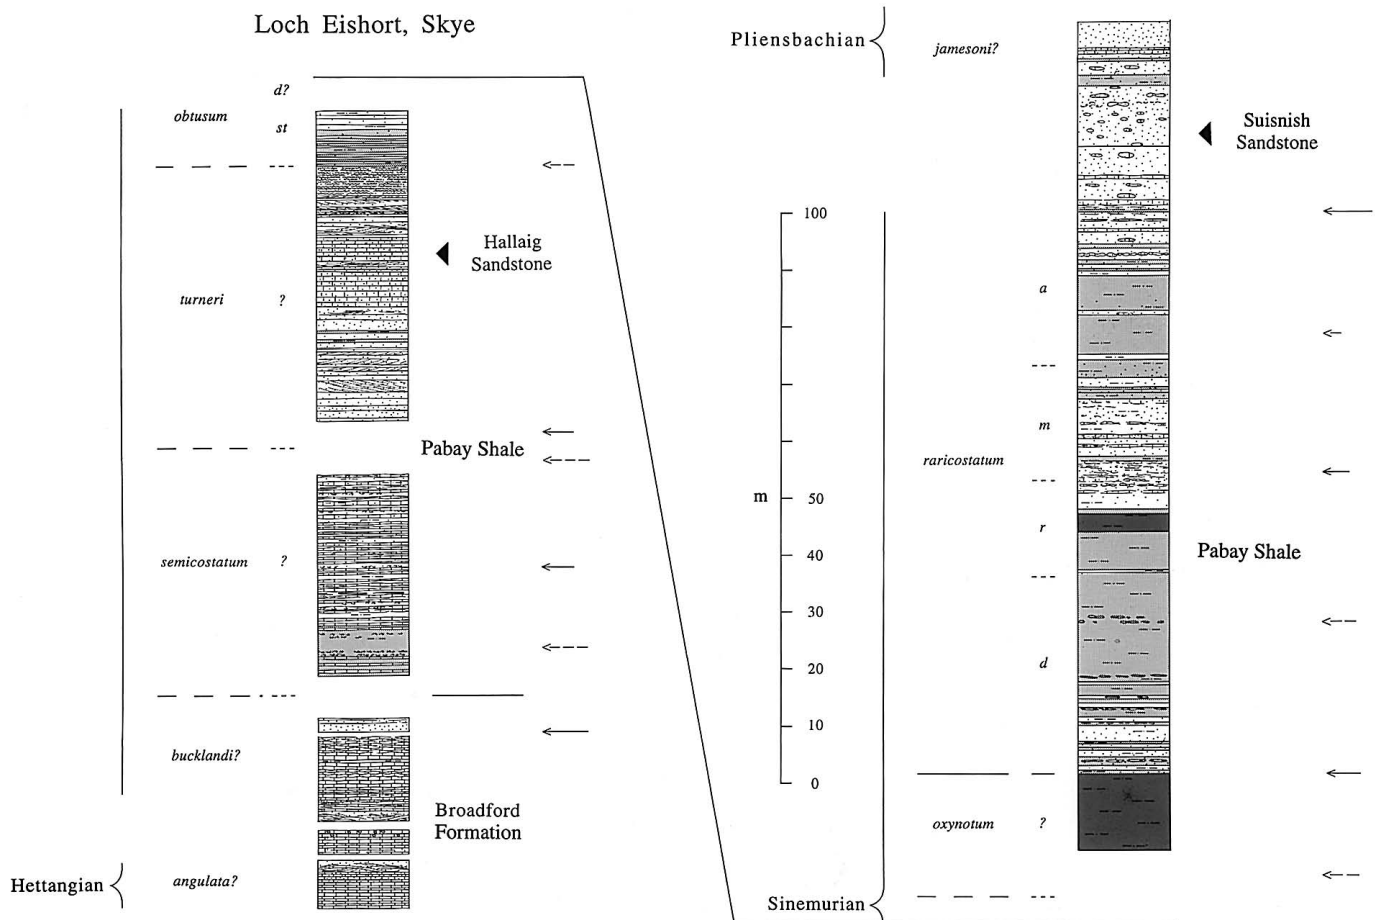 Loch Eishort, Skye
d?
obtusum
st
Hallaig
Sandstone
turneri
?
Pabay Shale
semicostatum
?
bucklandi?
Broadford
Formation
Hettangian
angulata?
Pliensbachian
jamesoni?
Suisnish
Sandstone
100
a
m
raricostatum
m
50
r
Pabay Shale
40
30
20
d
10
0
oxynotum
?
Sinemurian